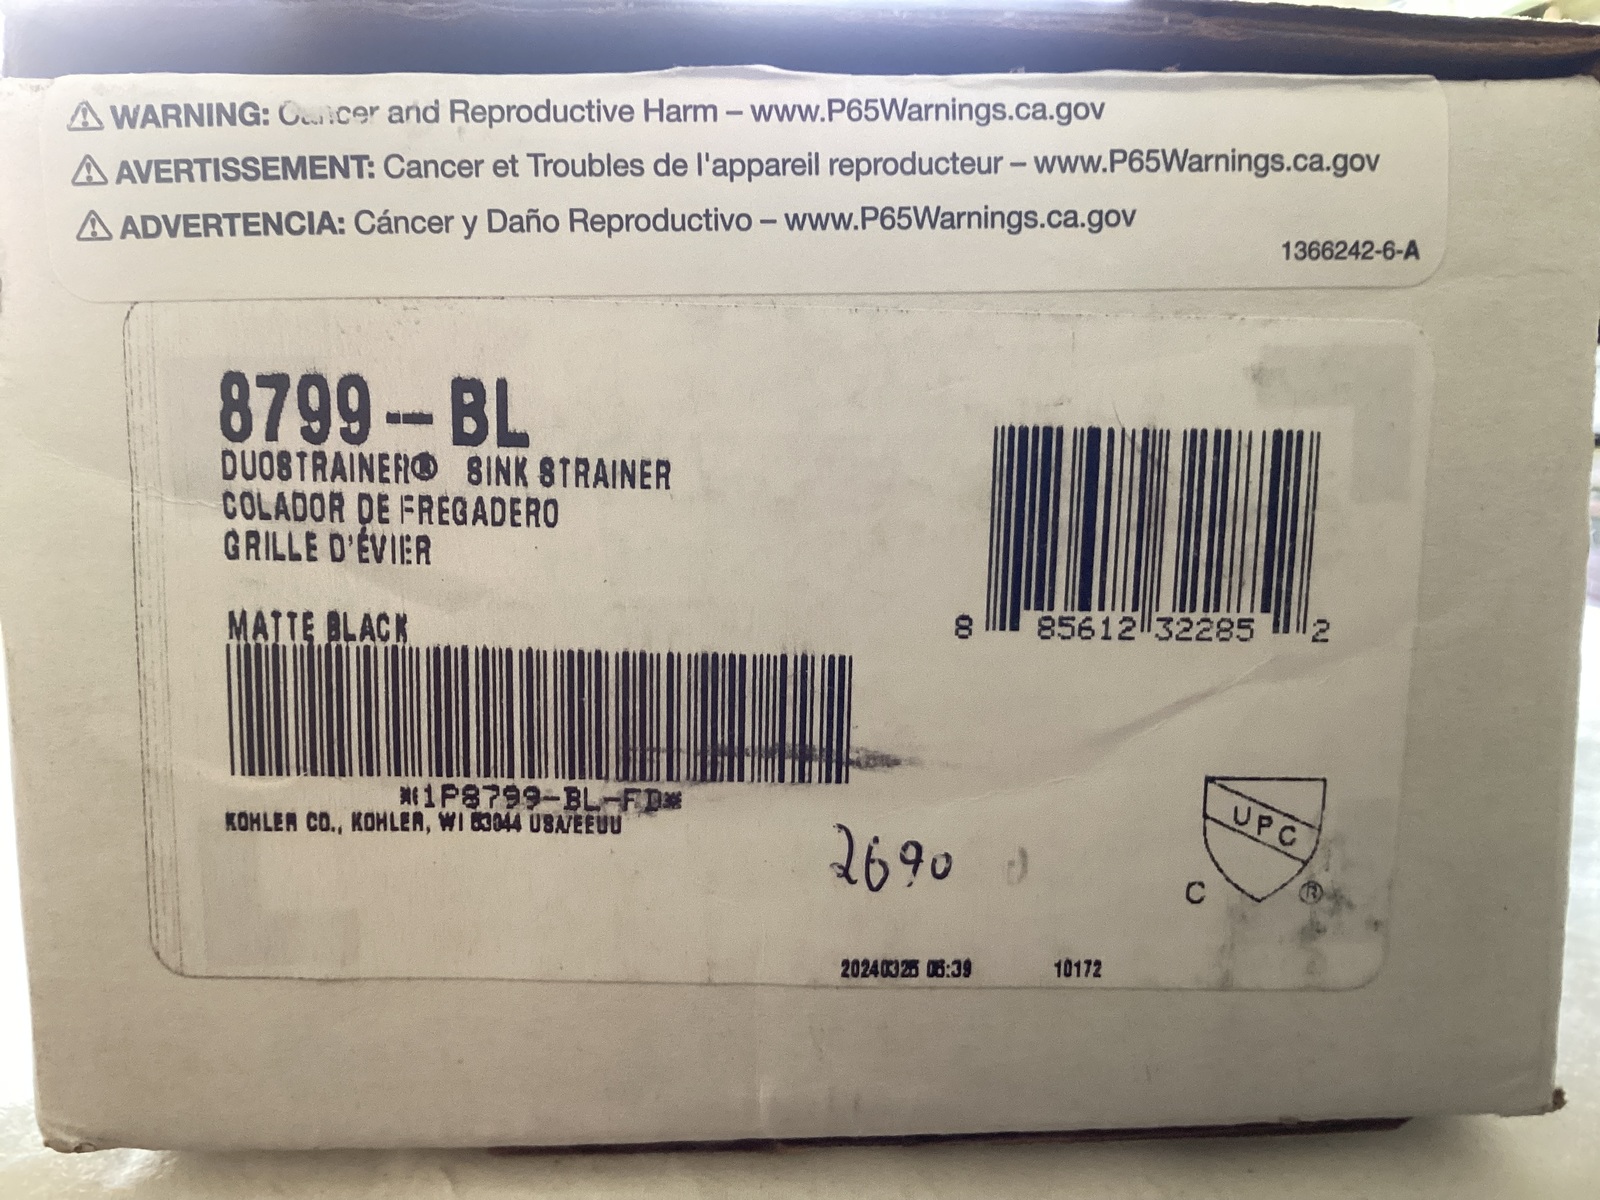 ⚠ WARNING: Cancer and Reproductive Harm – www.P65Warnings.ca.gov
⚠ AVERTISSEMENT: Cancer et Troubles de l'appareil reproducteur – www.P65Warnings.ca.gov
⚠ ADVERTENCIA: Cáncer y Daño Reproductivo – www.P65Warnings.ca.gov
1366242-6-A
8799-BL
DUOSTRAINER® SINK STRAINER
COLADOR DE FREGADERO
GRILLE D'ÉVIER
MATTE BLACK
8 85612 32285 2
*1P8799-BL-FD*
KOHLER CO., KOHLER, WI 53044 USA/EEUU
2690
UPC
C ®
20240325 05:39 10172